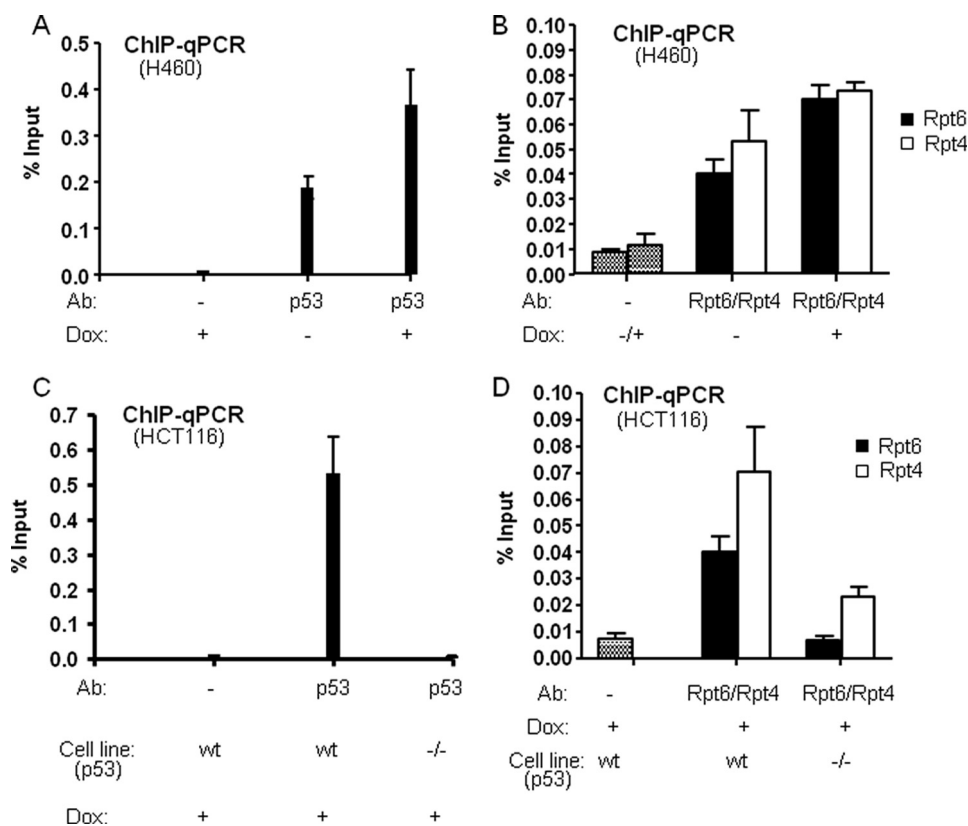 A
ChIP-qPCR
(H460)
% Input
0.5
0.4
0.3
0.2
0.1
0.0
Ab: - p53 p53
Dox: + - +
B
ChIP-qPCR
(H460)
% Input
0.10
0.09
0.08
0.07
0.06
0.05
0.04
0.03
0.02
0.01
0.00
Rpt6
Rpt4
Ab: - Rpt6/Rpt4 Rpt6/Rpt4
Dox: -/+ - +
C
ChIP-qPCR
(HCT116)
% Input
0.7
0.6
0.5
0.4
0.3
0.2
0.1
0.0
Ab: - p53 p53
Cell line: wt wt -/-
(p53)
Dox: + + +
D
ChIP-qPCR
(HCT116)
% Input
0.10
0.09
0.08
0.07
0.06
0.05
0.04
0.03
0.02
0.01
0.00
Rpt6
Rpt4
Ab: - Rpt6/Rpt4 Rpt6/Rpt4
Dox: + + +
Cell line: wt wt -/-
(p53)